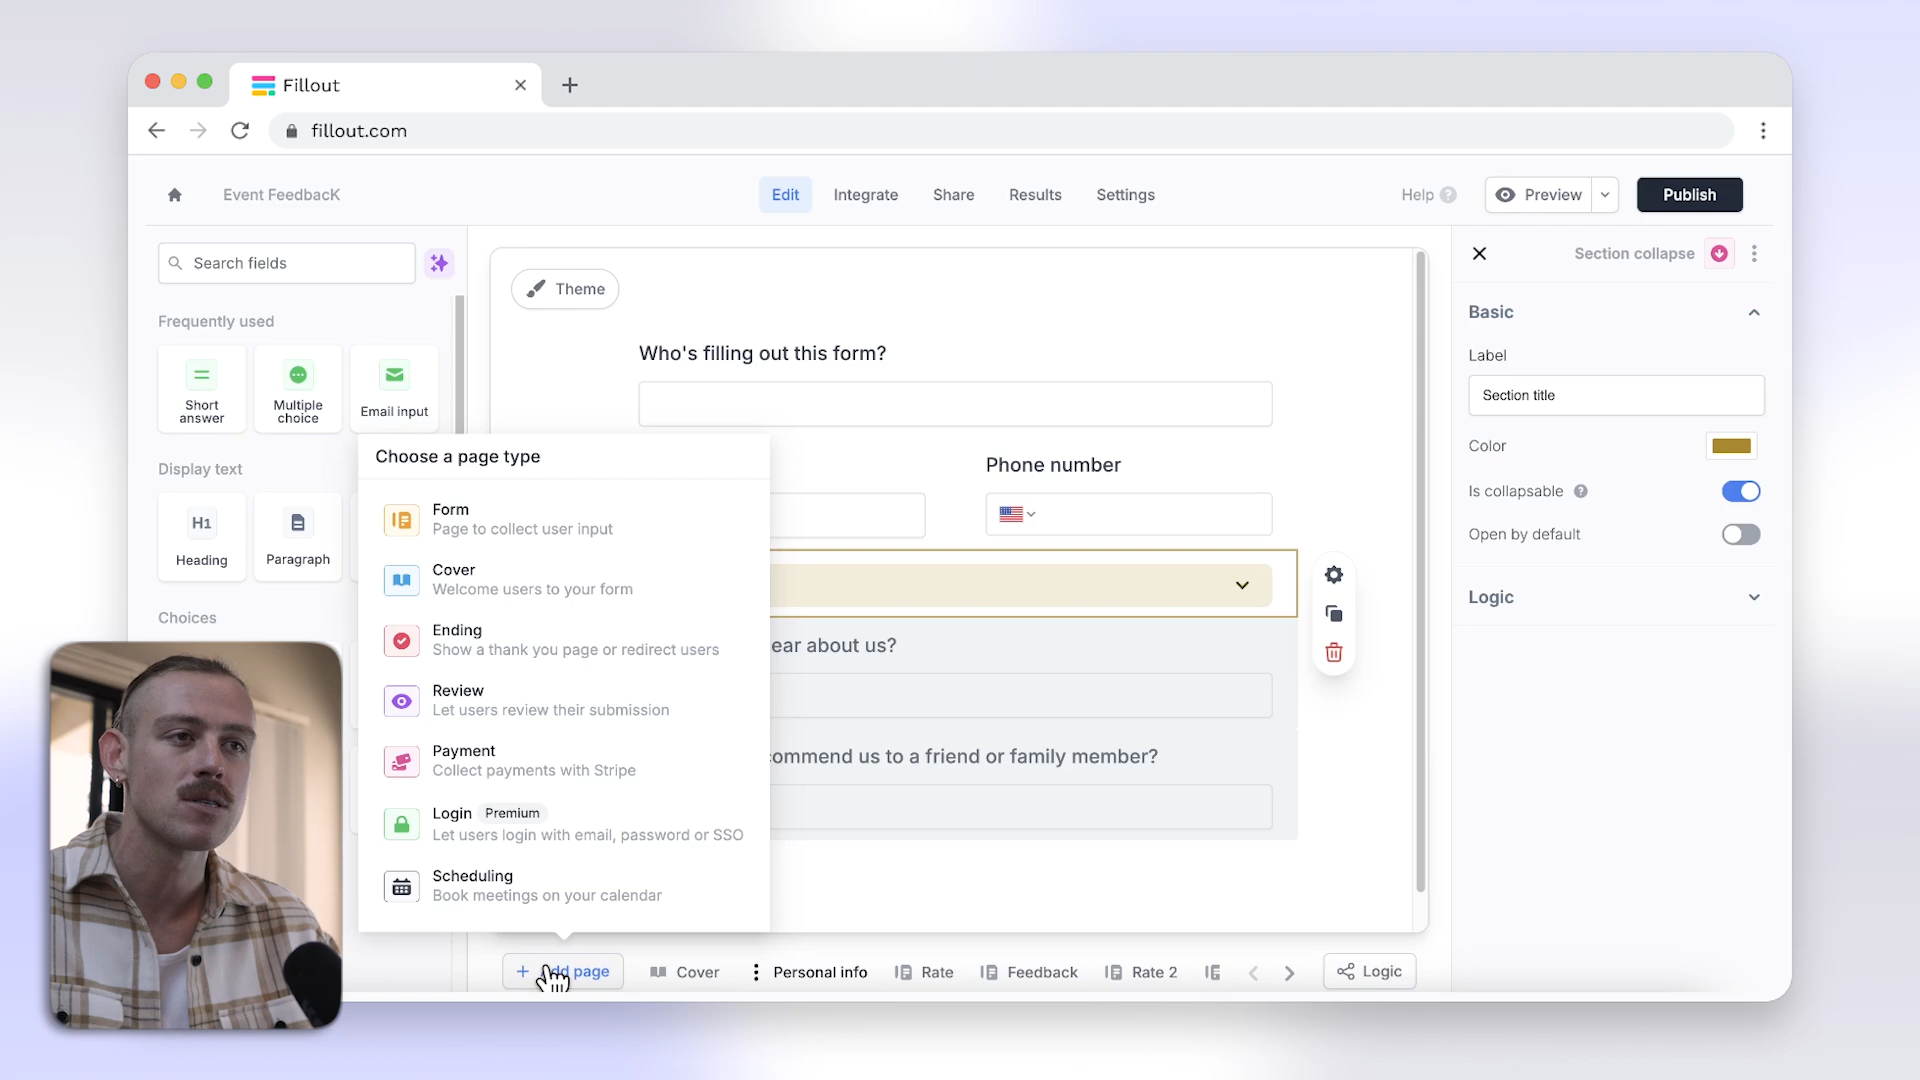 Fillout
fillout.com
Event FeedbacK
Edit
Integrate
Share
Results
Settings
Help
Preview
Publish
Search fields
Frequently used
Short answer
Multiple choice
Email input
Display text
H1
Heading
Paragraph
Choices
Choose a page type
Form
Page to collect user input
Cover
Welcome users to your form
Ending
Show a thank you page or redirect users
Review
Let users review their submission
Payment
Collect payments with Stripe
Login Premium
Let users login with email, password or SSO
Scheduling
Book meetings on your calendar
Theme
Who's filling out this form?
Phone number
ear about us?
commend us to a friend or family member?
Add page
Cover
Personal info
Rate
Feedback
Rate 2
Logic
Section collapse
Basic
Label
Section title
Color
Is collapsable
Open by default
Logic